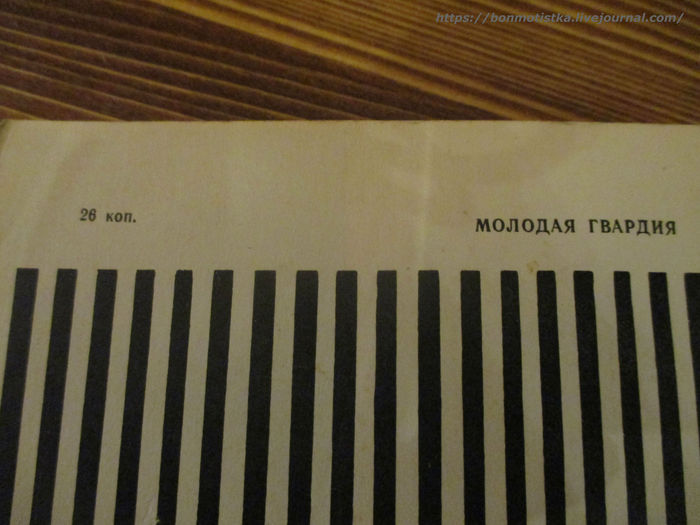 https://bonmotistka.livejournal.com/
26 коп.
МОЛОДАЯ ГВАРДИЯ